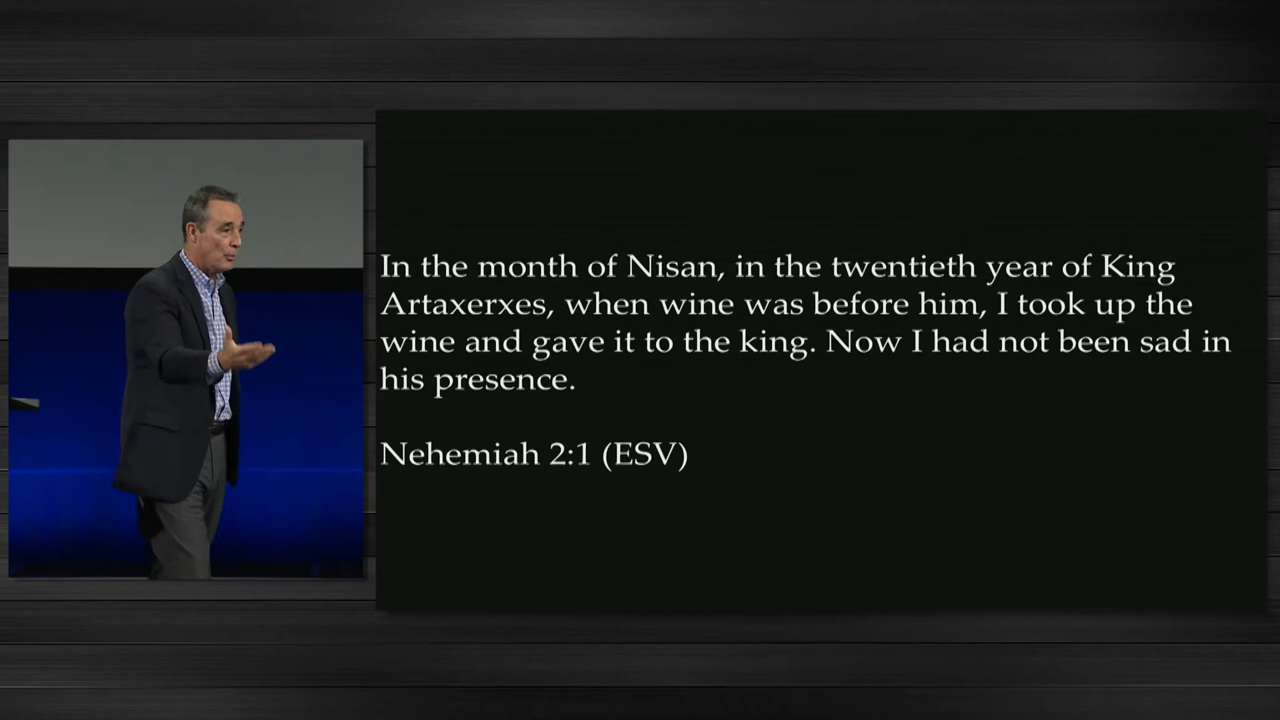 In the month of Nisan, in the twentieth year of King
Artaxerxes, when wine was before him, I took up the
wine and gave it to the king. Now I had not been sad in
his presence.
Nehemiah 2:1 (ESV)